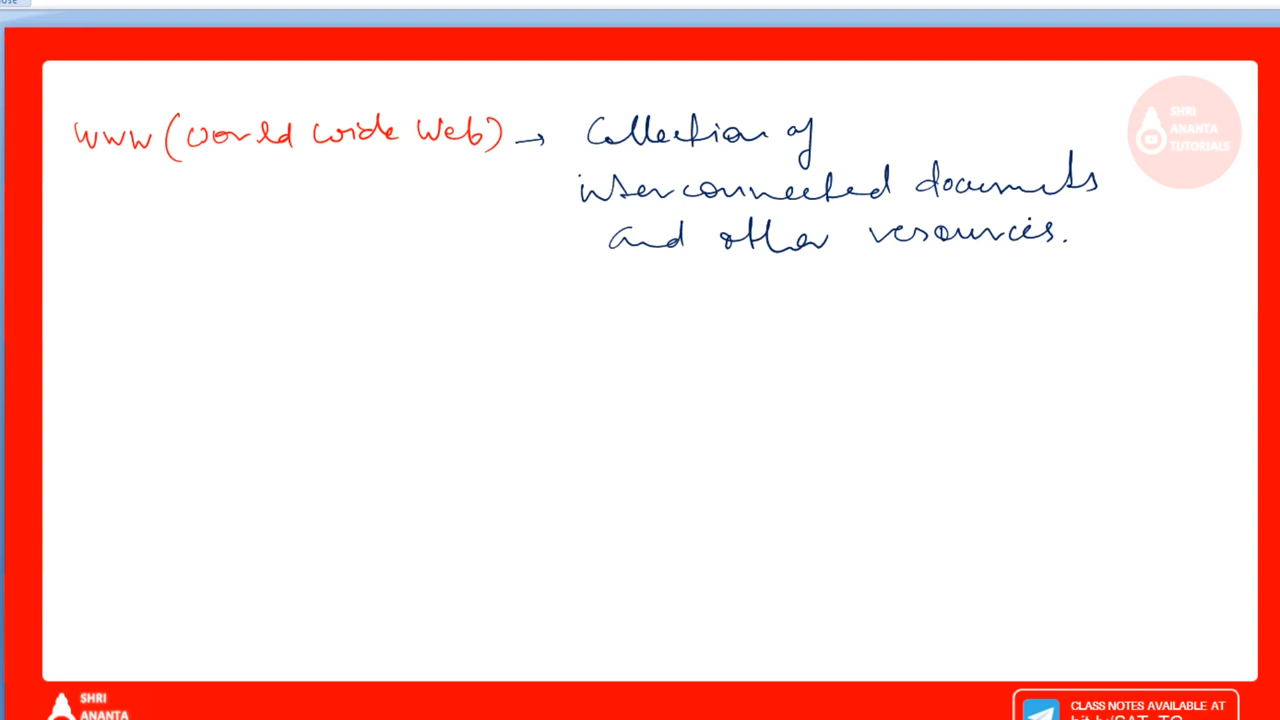 www (world wide web) → Collection of
interconnected documents
and other resources.
SHRI
ANANTA
TUTORIALS
SHRI
ANANTA
CLASS NOTES AVAILABLE AT